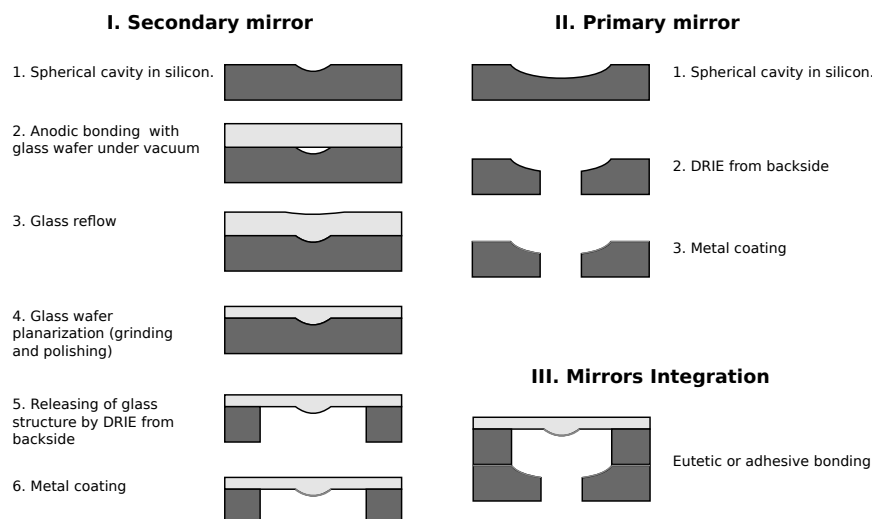 I. Secondary mirror
1. Spherical cavity in silicon.
2. Anodic bonding with
glass wafer under vacuum
3. Glass reflow
4. Glass wafer
planarization (grinding
and polishing)
5. Releasing of glass
structure by DRIE from
backside
6. Metal coating
II. Primary mirror
1. Spherical cavity in silicon.
2. DRIE from backside
3. Metal coating
III. Mirrors Integration
Eutetic or adhesive bonding